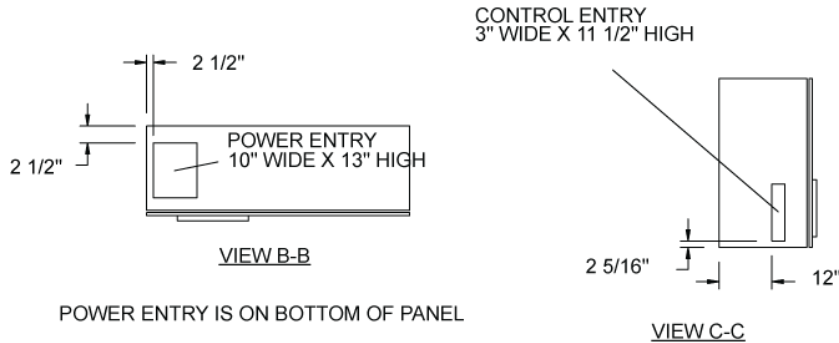 CONTROL ENTRY
3" WIDE X 11 1/2" HIGH
2 1/2"
POWER ENTRY
10" WIDE X 13" HIGH
2 1/2"
VIEW B-B
2 5/16"
12"
POWER ENTRY IS ON BOTTOM OF PANEL
VIEW C-C